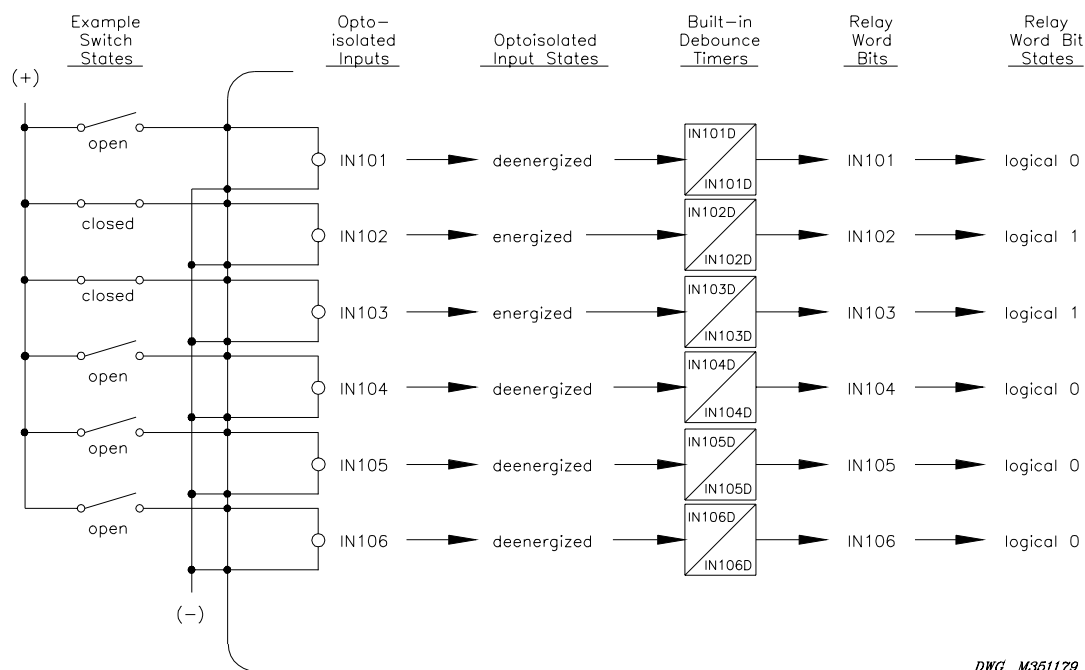 Example
Switch
States
Opto-
isolated
Inputs
Optoisolated
Input States
Built-in
Debounce
Timers
Relay
Word
Bits
Relay
Word Bit
States
(+)
open
IN101
deenergized
IN101D
IN101D
IN101
logical 0
closed
IN102
energized
IN102D
IN102D
IN102
logical 1
closed
IN103
energized
IN103D
IN103D
IN103
logical 1
open
IN104
deenergized
IN104D
IN104D
IN104
logical 0
open
IN105
deenergized
IN105D
IN105D
IN105
logical 0
open
IN106
deenergized
IN106D
IN106D
IN106
logical 0
(-)
DWG M351179